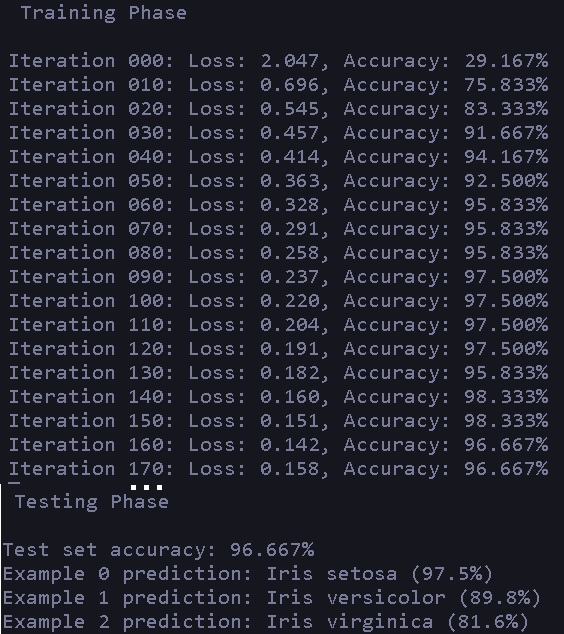 Training Phase
Iteration 000: Loss: 2.047, Accuracy: 29.167%
Iteration 010: Loss: 0.696, Accuracy: 75.833%
Iteration 020: Loss: 0.545, Accuracy: 83.333%
Iteration 030: Loss: 0.457, Accuracy: 91.667%
Iteration 040: Loss: 0.414, Accuracy: 94.167%
Iteration 050: Loss: 0.363, Accuracy: 92.500%
Iteration 060: Loss: 0.328, Accuracy: 95.833%
Iteration 070: Loss: 0.291, Accuracy: 95.833%
Iteration 080: Loss: 0.258, Accuracy: 95.833%
Iteration 090: Loss: 0.237, Accuracy: 97.500%
Iteration 100: Loss: 0.220, Accuracy: 97.500%
Iteration 110: Loss: 0.204, Accuracy: 97.500%
Iteration 120: Loss: 0.191, Accuracy: 97.500%
Iteration 130: Loss: 0.182, Accuracy: 95.833%
Iteration 140: Loss: 0.160, Accuracy: 98.333%
Iteration 150: Loss: 0.151, Accuracy: 98.333%
Iteration 160: Loss: 0.142, Accuracy: 96.667%
Iteration 170: Loss: 0.158, Accuracy: 96.667%
...
Testing Phase
Test set accuracy: 96.667%
Example 0 prediction: Iris setosa (97.5%)
Example 1 prediction: Iris versicolor (89.8%)
Example 2 prediction: Iris virginica (81.6%)